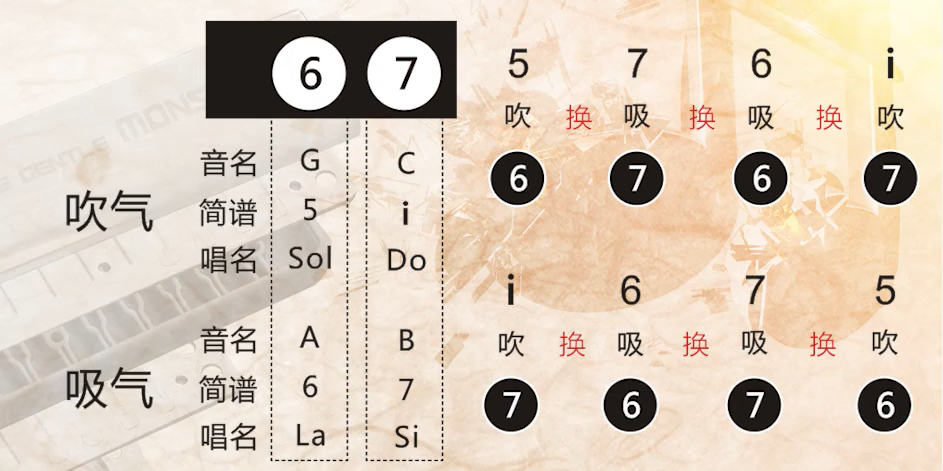 6 7
吹气
音名 G C
简谱 5 i
唱名 Sol Do
吸气
音名 A B
简谱 6 7
唱名 La Si
5 7 6 i
吹 换 吸 换 吸 换 吹
6 7 6 7
i 6 7 5
吹 换 吸 换 吸 换 吹
7 6 7 6
GENTLE MONS